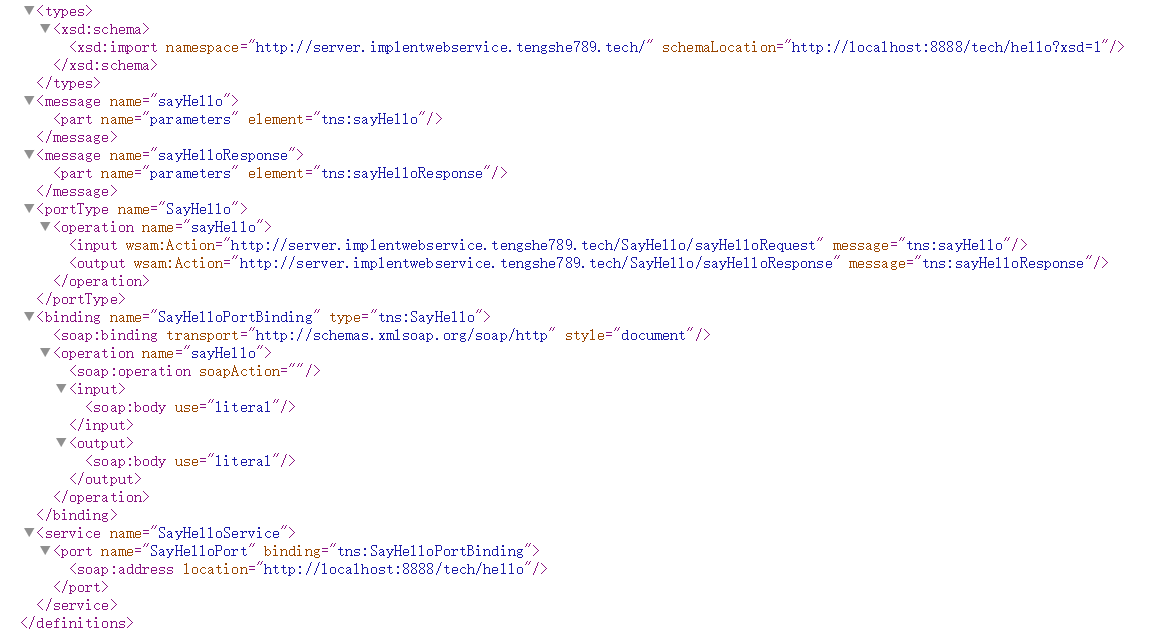 ▼<types>
▼<xsd:schema>
<xsd:import namespace="http://server.implentwebservice.tengshe789.tech/" schemaLocation="http://localhost:8888/tech/hello?xsd=1"/>
</xsd:schema>
</types>
▼<message name="sayHello">
<part name="parameters" element="tns:sayHello"/>
</message>
▼<message name="sayHelloResponse">
<part name="parameters" element="tns:sayHelloResponse"/>
</message>
▼<portType name="SayHello">
▼<operation name="sayHello">
<input wsam:Action="http://server.implentwebservice.tengshe789.tech/SayHello/sayHelloRequest" message="tns:sayHello"/>
<output wsam:Action="http://server.implentwebservice.tengshe789.tech/SayHello/sayHelloResponse" message="tns:sayHelloResponse"/>
</operation>
</portType>
▼<binding name="SayHelloPortBinding" type="tns:SayHello">
<soap:binding transport="http://schemas.xmlsoap.org/soap/http" style="document"/>
▼<operation name="sayHello">
<soap:operation soapAction=""/>
▼<input>
<soap:body use="literal"/>
</input>
▼<output>
<soap:body use="literal"/>
</output>
</operation>
</binding>
▼<service name="SayHelloService">
▼<port name="SayHelloPort" binding="tns:SayHelloPortBinding">
<soap:address location="http://localhost:8888/tech/hello"/>
</port>
</service>
</definitions>